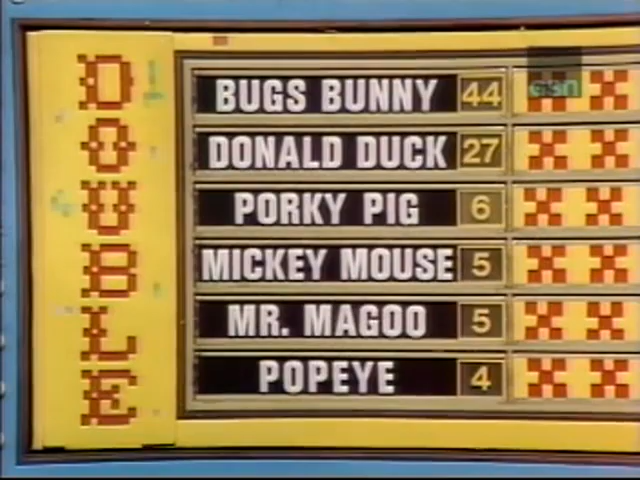 DOUBLE
BUGS BUNNY 44
DONALD DUCK 27
PORKY PIG 6
MICKEY MOUSE 5
MR. MAGOO 5
POPEYE 4
gsn